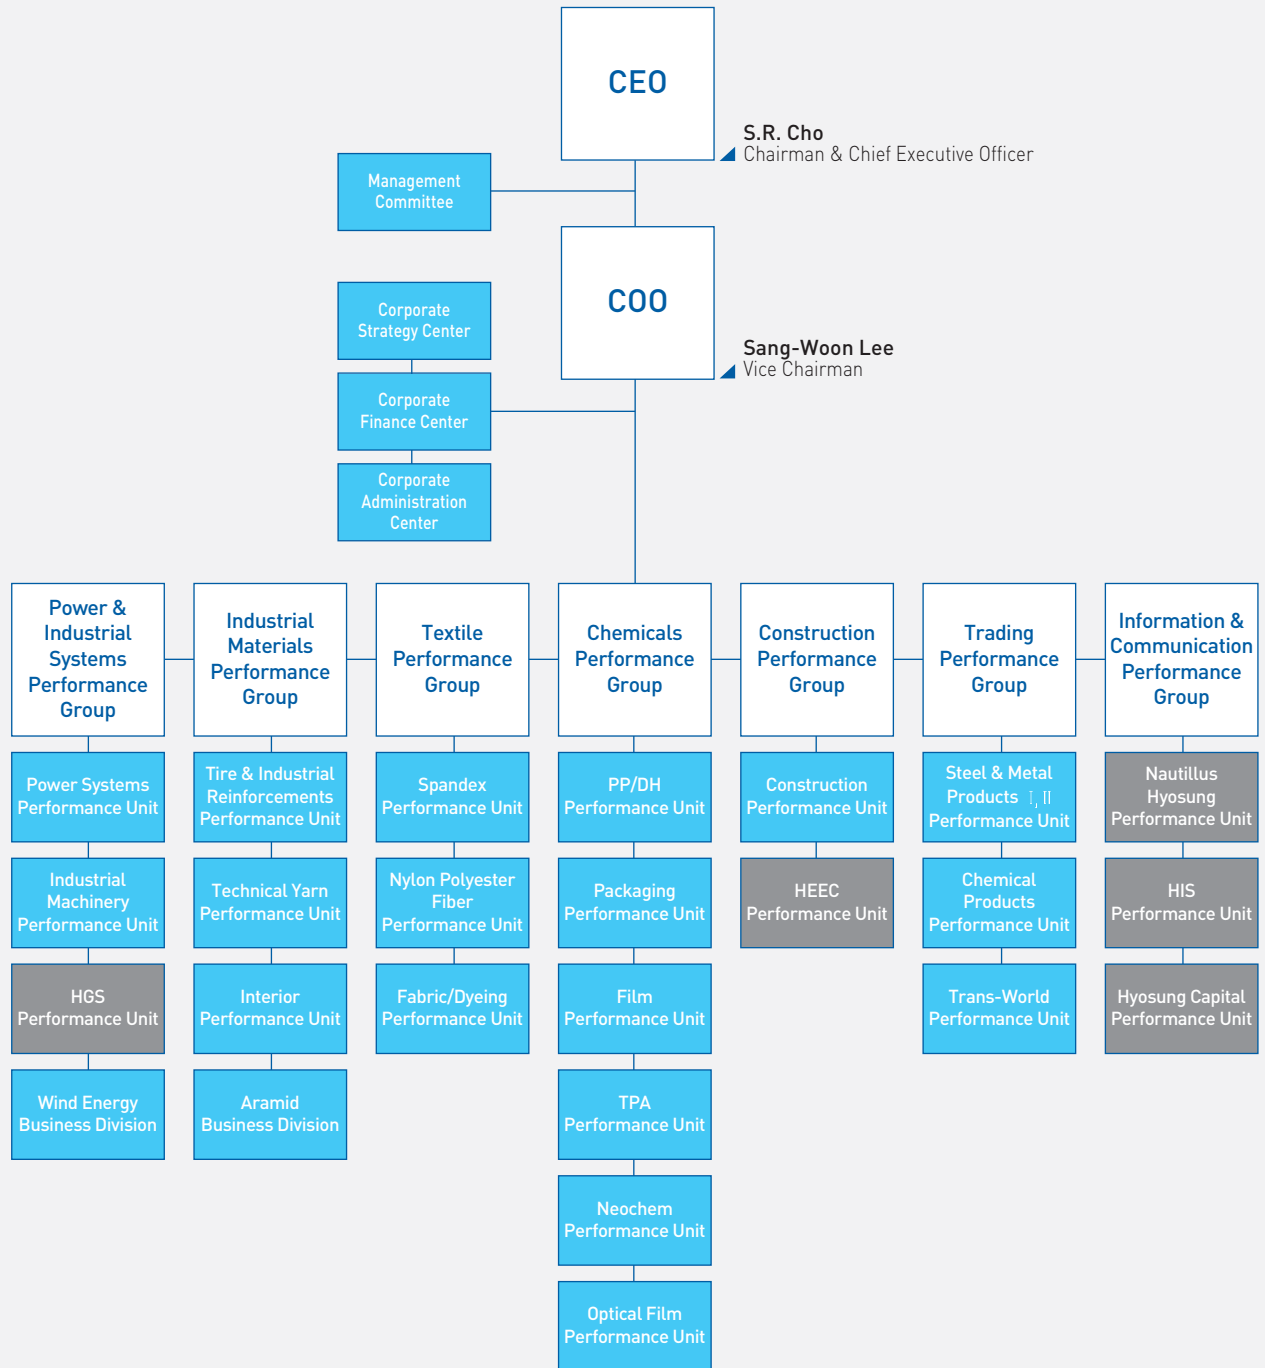 CEO
S.R. Cho
Chairman & Chief Executive Officer
Management
Committee
COO
Sang-Woon Lee
Vice Chairman
Corporate
Strategy Center
Corporate
Finance Center
Corporate
Administration
Center
Power &
Industrial
Systems
Performance
Group
Power Systems
Performance Unit
Industrial
Machinery
Performance Unit
HGS
Performance Unit
Wind Energy
Business Division
Industrial
Materials
Performance
Group
Tire & Industrial
Reinforcements
Performance Unit
Technical Yarn
Performance Unit
Interior
Performance Unit
Aramid
Business Division
Textile
Performance
Group
Spandex
Performance Unit
Nylon Polyester
Fiber
Performance Unit
Fabric/Dyeing
Performance Unit
Chemicals
Performance
Group
PP/DH
Performance Unit
Packaging
Performance Unit
Film
Performance Unit
TPA
Performance Unit
Neochem
Performance Unit
Optical Film
Performance Unit
Construction
Performance
Group
Construction
Performance Unit
HEEC
Performance Unit
Trading
Performance
Group
Steel & Metal
Products I, II
Performance Unit
Chemical
Products
Performance Unit
Trans-World
Performance Unit
Information &
Communication
Performance
Group
Nautillus
Hyosung
Performance Unit
HIS
Performance Unit
Hyosung Capital
Performance Unit